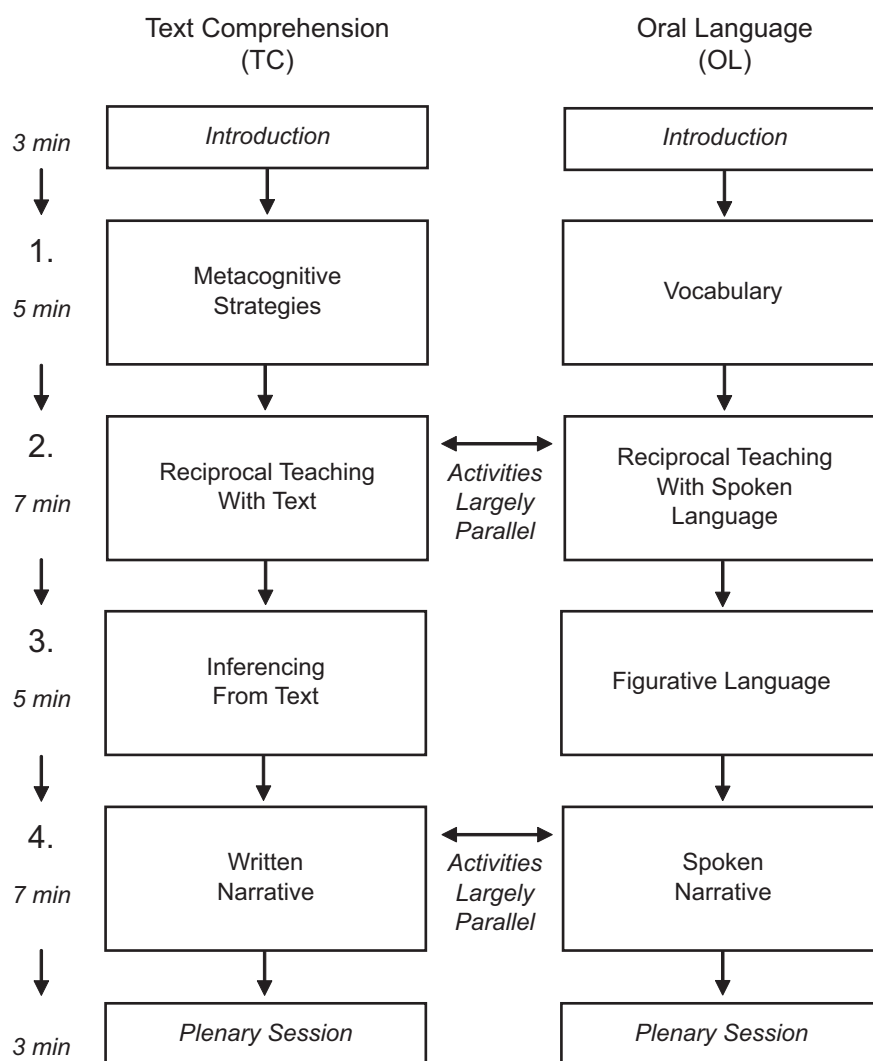 Text Comprehension
(TC)
Oral Language
(OL)
3 min
Introduction
Introduction
1.
5 min
Metacognitive
Strategies
Vocabulary
2.
7 min
Reciprocal Teaching
With Text
Activities
Largely
Parallel
Reciprocal Teaching
With Spoken
Language
3.
5 min
Inferencing
From Text
Figurative Language
4.
7 min
Written
Narrative
Activities
Largely
Parallel
Spoken
Narrative
3 min
Plenary Session
Plenary Session